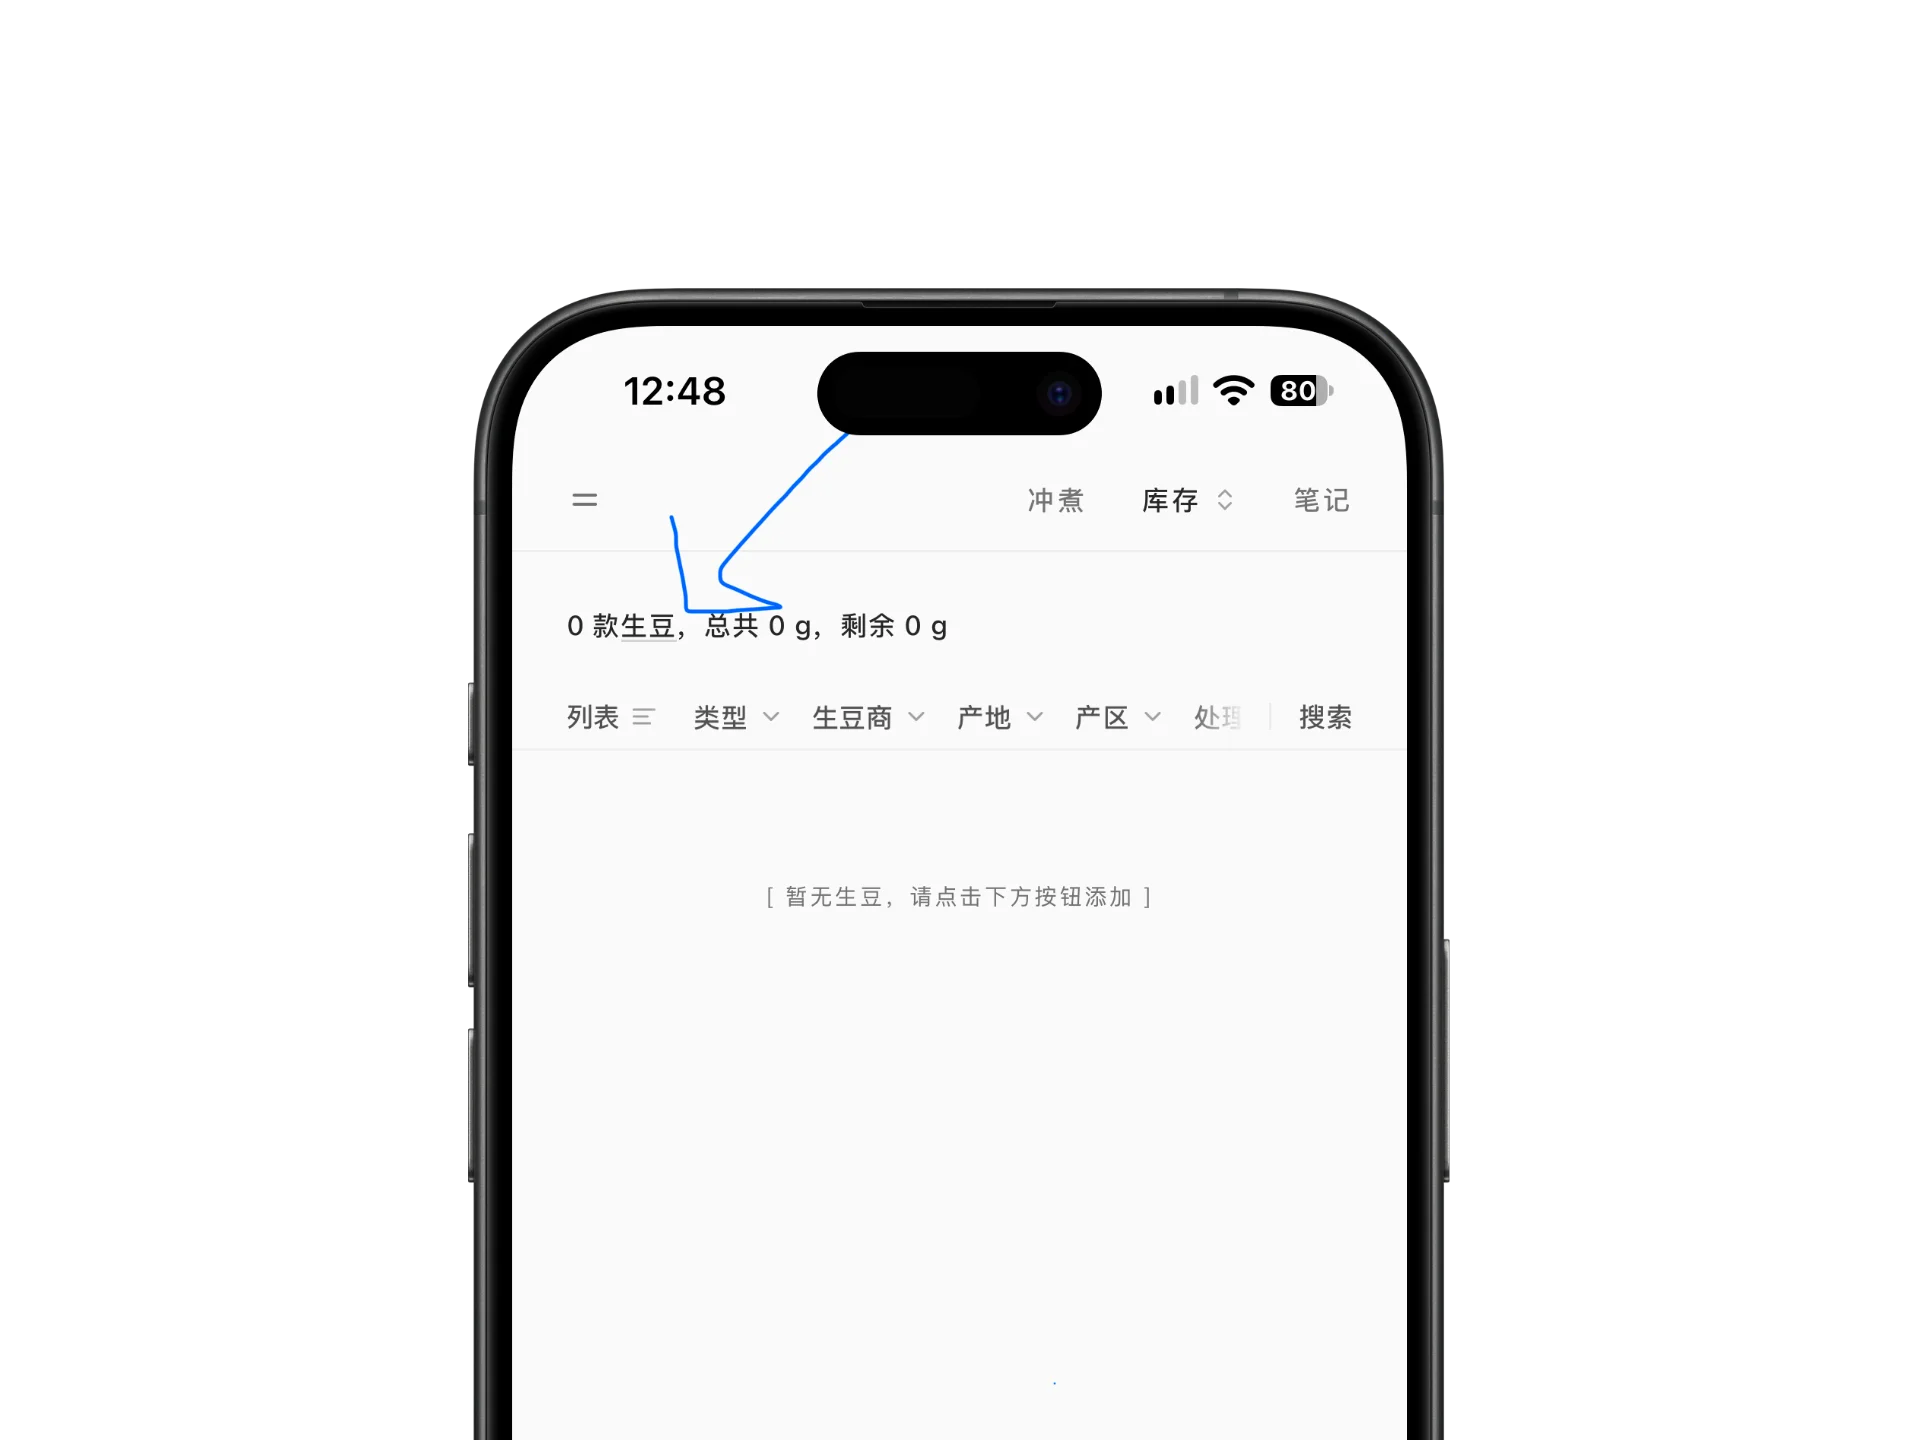 12:48 80
冲煮 库存 笔记
0 款生豆，总共 0 g，剩余 0 g
列表 类型 生豆商 产地 产区 处理 搜索
[ 暂无生豆，请点击下方按钮添加 ]